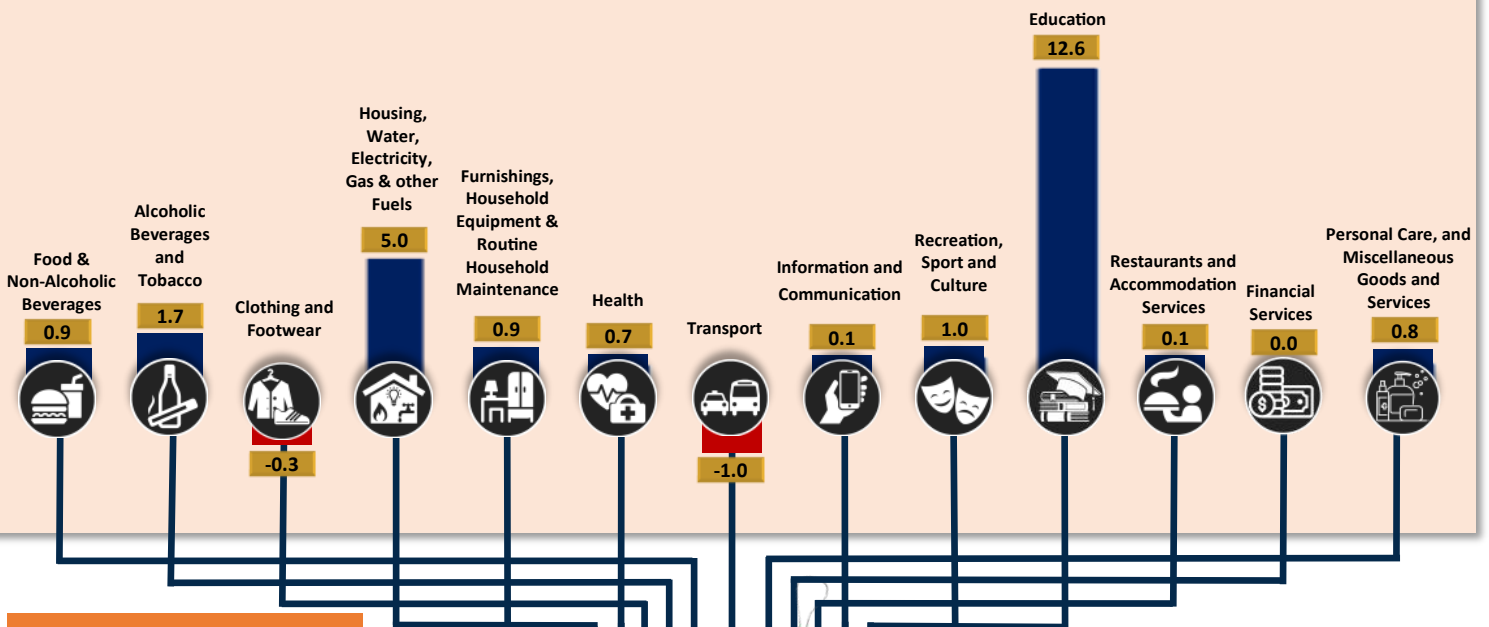 Food &
Non-Alcoholic
Beverages
0.9
Alcoholic
Beverages
and
Tobacco
1.7
Clothing and
Footwear
-0.3
Housing,
Water,
Electricity,
Gas & other
Fuels
5.0
Furnishings,
Household
Equipment &
Routine
Household
Maintenance
0.9
Health
0.7
Transport
-1.0
Information and
Communication
0.1
Recreation,
Sport and
Culture
1.0
Education
12.6
Restaurants and
Accommodation
Services
0.1
Financial
Services
0.0
Personal Care, and
Miscellaneous
Goods and
Services
0.8